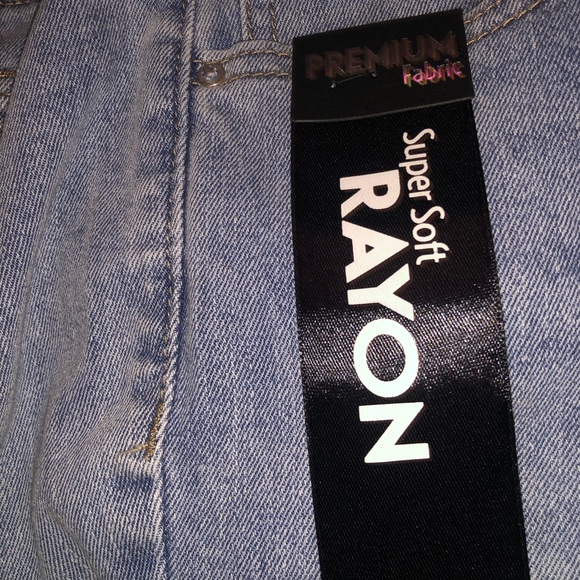 PREMIUM
Fabric
Super Soft
RAYON